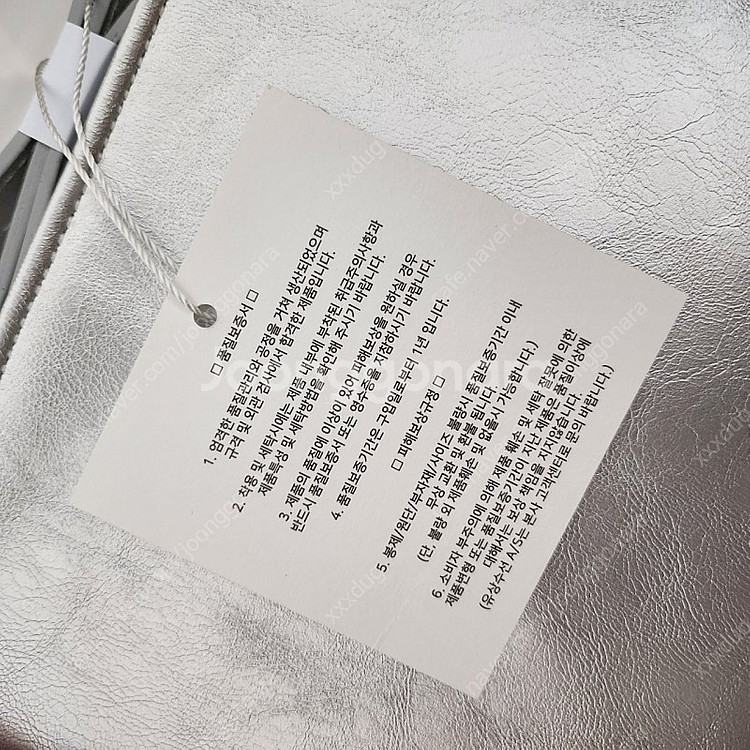 □ 품질보증서 □
1. 엄격한 품질관리와 공정을 가져 생산되었으며
규격 및 외관 검사에서 합격한 제품입니다.
2. 착용 및 세탁시에는 제품 내부에 부착된 취급주의사항과
제품특성 및 세탁방법을 확인해 주시기 바랍니다.
3. 제품의 품질에 이상이 있어 피해보상을 원하실 경우
반드시 품질보증서 또는 영수증을 지참하시기 바랍니다.
4. 품질보증기간은 구입일로부터 1년 입니다.
□ 피해보상규정 □
5. 봉제/원단/부자재/사이즈 불량시 품질보증기간 이내
무상 교환 및 환불 됩니다.
(단, 불량 외 제품훼손 및 없을시 가능합니다.)
6. 소비자 부주의에 의해 제품 훼손 및 세탁 잘못에 의한
제품변형 또는 품질보증기간이 지난 제품은 품질이상에
대해서는 보상 책임을 지지않습니다.
(유상수선 A/S는 본사 고객센터로 문의 바랍니다.)
joonggonara